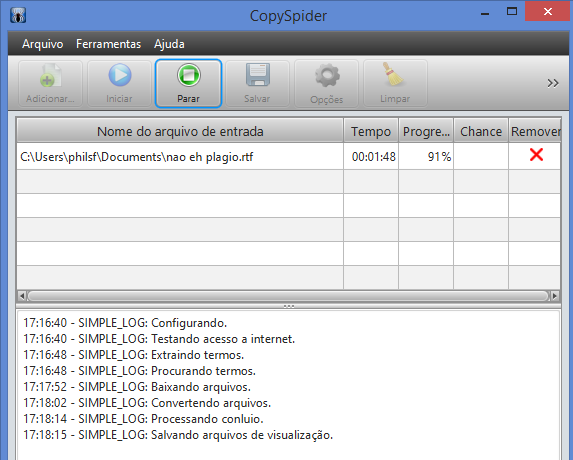 CopySpider
Arquivo Ferramentas Ajuda
Adicionar... Iniciar Parar Salvar Opções Limpar
Nome do arquivo de entrada Tempo Progre... Chance Remover
C:\Users\philsf\Documents\nao eh plagio.rtf 00:01:48 91%
17:16:40 - SIMPLE_LOG: Configurando.
17:16:40 - SIMPLE_LOG: Testando acesso a internet.
17:16:48 - SIMPLE_LOG: Extraindo termos.
17:16:48 - SIMPLE_LOG: Procurando termos.
17:17:52 - SIMPLE_LOG: Baixando arquivos.
17:18:02 - SIMPLE_LOG: Convertendo arquivos.
17:18:14 - SIMPLE_LOG: Processando conluio.
17:18:15 - SIMPLE_LOG: Salvando arquivos de visualização.